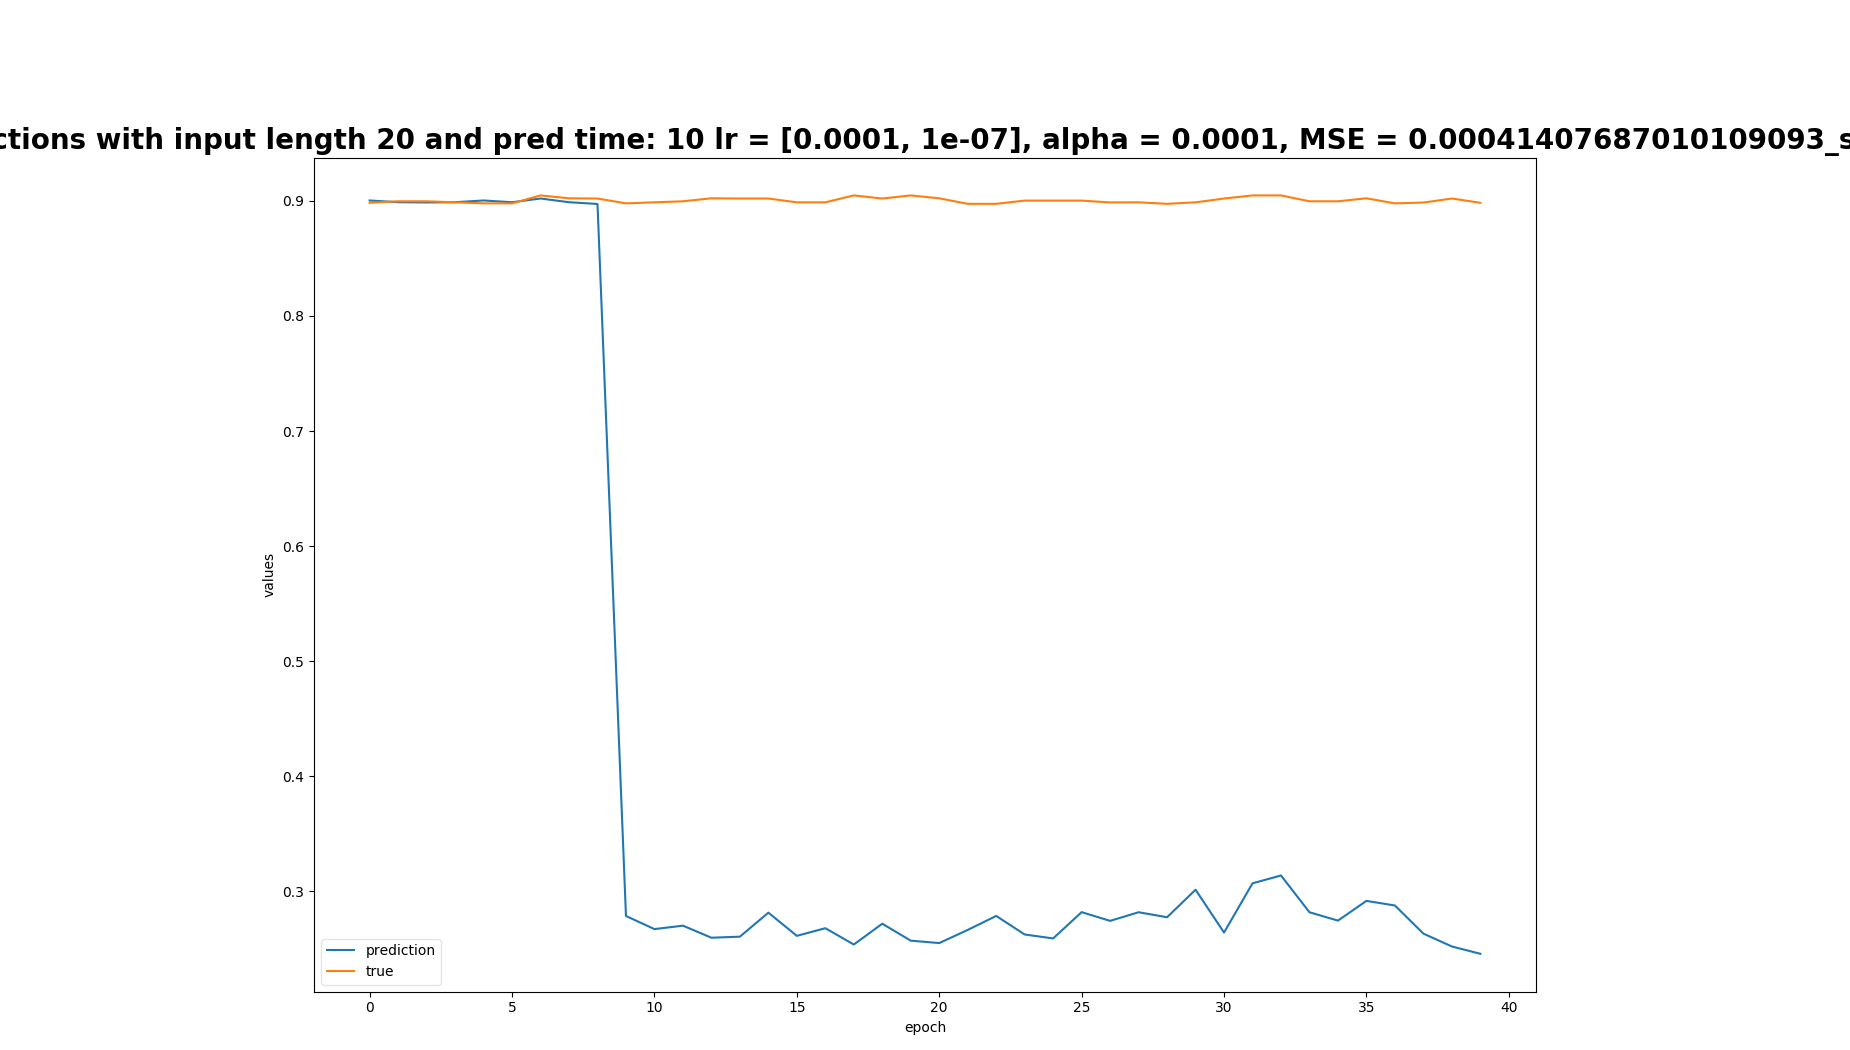 ctions with input length 20 and pred time: 10 lr = [0.0001, 1e-07], alpha = 0.0001, MSE = 0.00041407687010109093_s
0.9
0.8
0.7
0.6
0.5
0.4
0.3
values
prediction
true
0 5 10 15 20 25 30 35 40
epoch